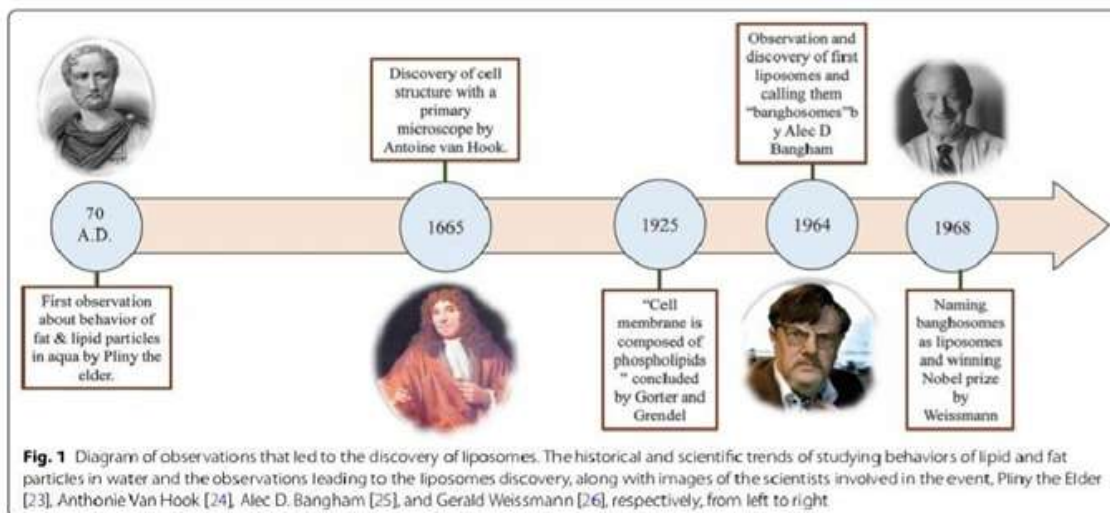 Observation and
discovery of first
liposomes and
calling them
"banghosomes"b
y Alec D
Bangham
Discovery of cell
structure with a
primary
microscope by
Antoine van Hook.
70
A.D.
1665
1925
1964
1968
First observation
about behavior of
fat & lipid particles
in aqua by Pliny the
elder.
"Cell
membrane is
composed of
phospholipids
" concluded
by Gorter and
Grendel
Naming
banghosomes
as liposomes
and winning
Nobel prize
by
Weissmann
Fig. 1 Diagram of observations that led to the discovery of liposomes. The historical and scientific trends of studying behaviors of lipid and fat
particles in water and the observations leading to the liposomes discovery, along with images of the scientists involved in the event, Pliny the Elder
[23], Anthonie Van Hook [24], Alec D. Bangham [25], and Gerald Weissmann [26], respectively, from left to right